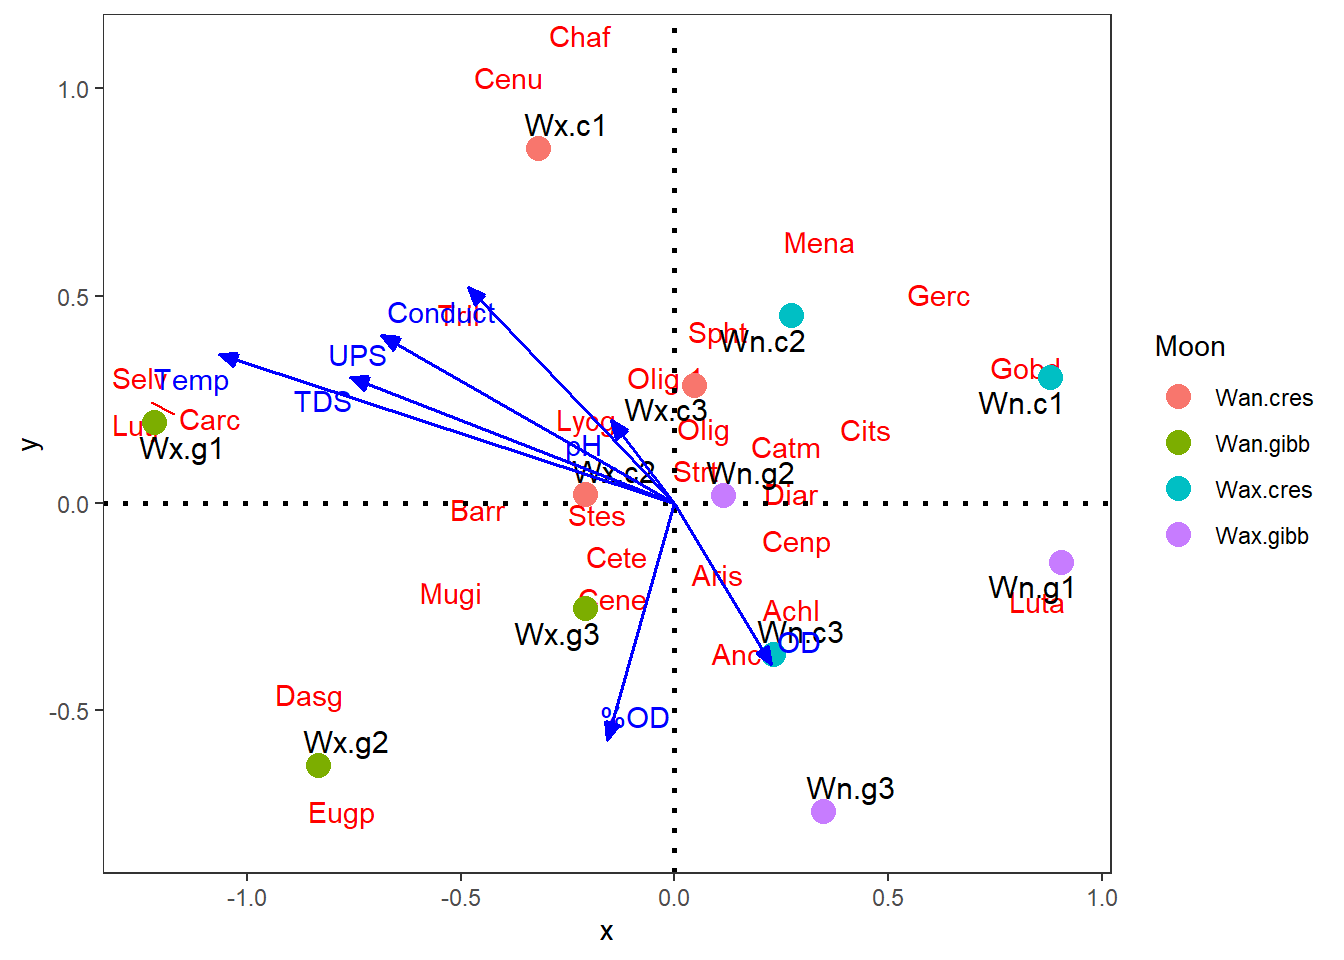 Chaf
Cenu
1.0
Wx.c1
Mena
0.5
Gerc
Conduct
Spht
Wn.c2
UPS
Moon
Gobd
Selv
Temp
Olig.1
Wan.cres
TDS
Wn.c1
Wx.c3
Carc
Lycg
Olig
Cits
Wan.gibb
Wx.g1
pH
Catm
y
Wx.c2
Strt
Wn.g2
Wax.cres
0.0
Diar
Barr
Stes
Wax.gibb
Cenp
Cete
Aris
Wn.g1
Mugi
Cene
Luta
Achl
Wx.g3
Wn.c3
OD
Anc
Dasg
-0.5
%OD
Wx.g2
Wn.g3
Eugp
-1.0
-0.5
0.0
0.5
1.0
x